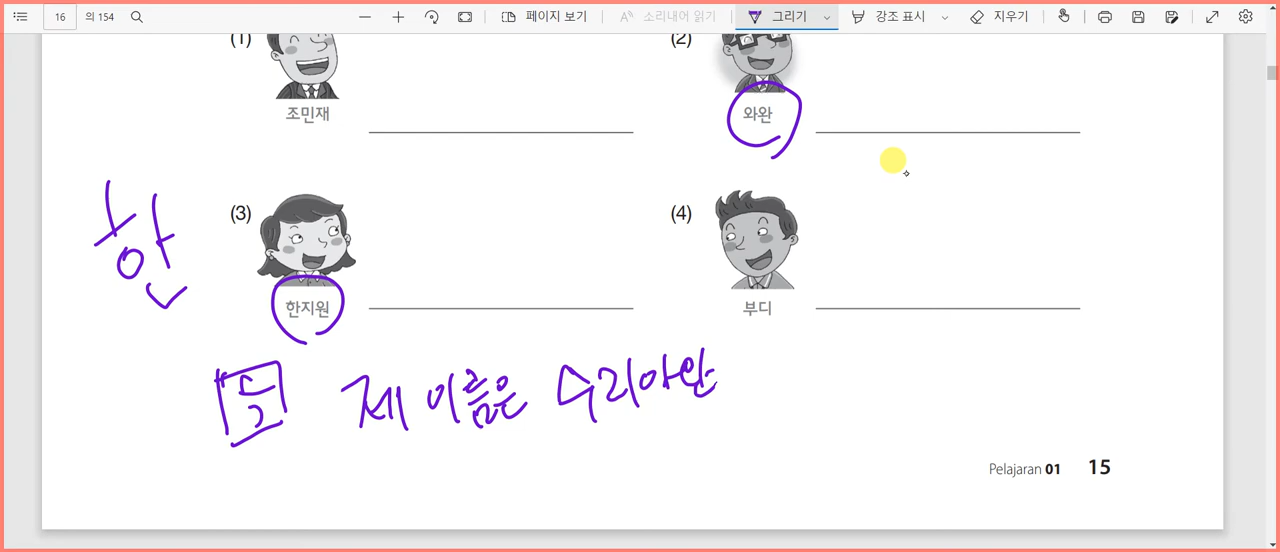 16 의 154 페이지 보기 소리내어 읽기 그리기 강조 표시 지우기
(1) (2)
조민재 와완
한
(3) (4)
한지원 부디
제 이름은 수리아완
Pelajaran 01 15